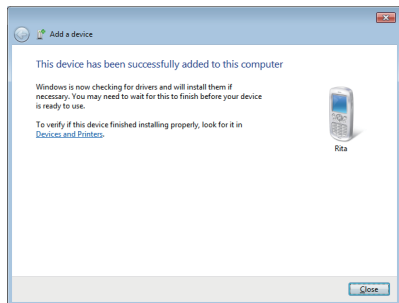 Add a device
This device has been successfully added to this computer
Windows is now checking for drivers and will install them if
necessary. You may need to wait for this to finish before your device
is ready to use.
To verify if this device finished installing properly, look for it in
Devices and Printers.
Rita
Close